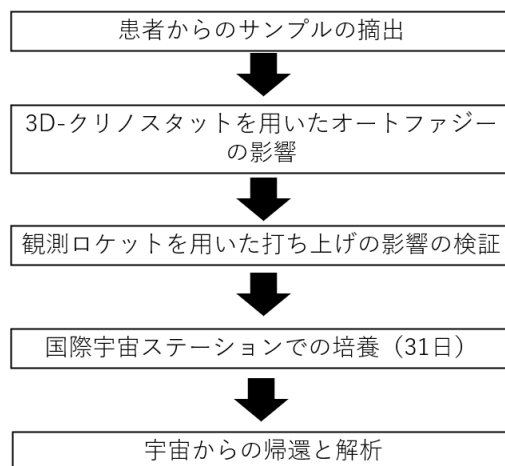 患者からのサンプルの摘出
3D-クリノスタットを用いたオートファジー
の影響
観測ロケットを用いた打ち上げの影響の検証
国際宇宙ステーションでの培養（31日）
宇宙からの帰還と解析